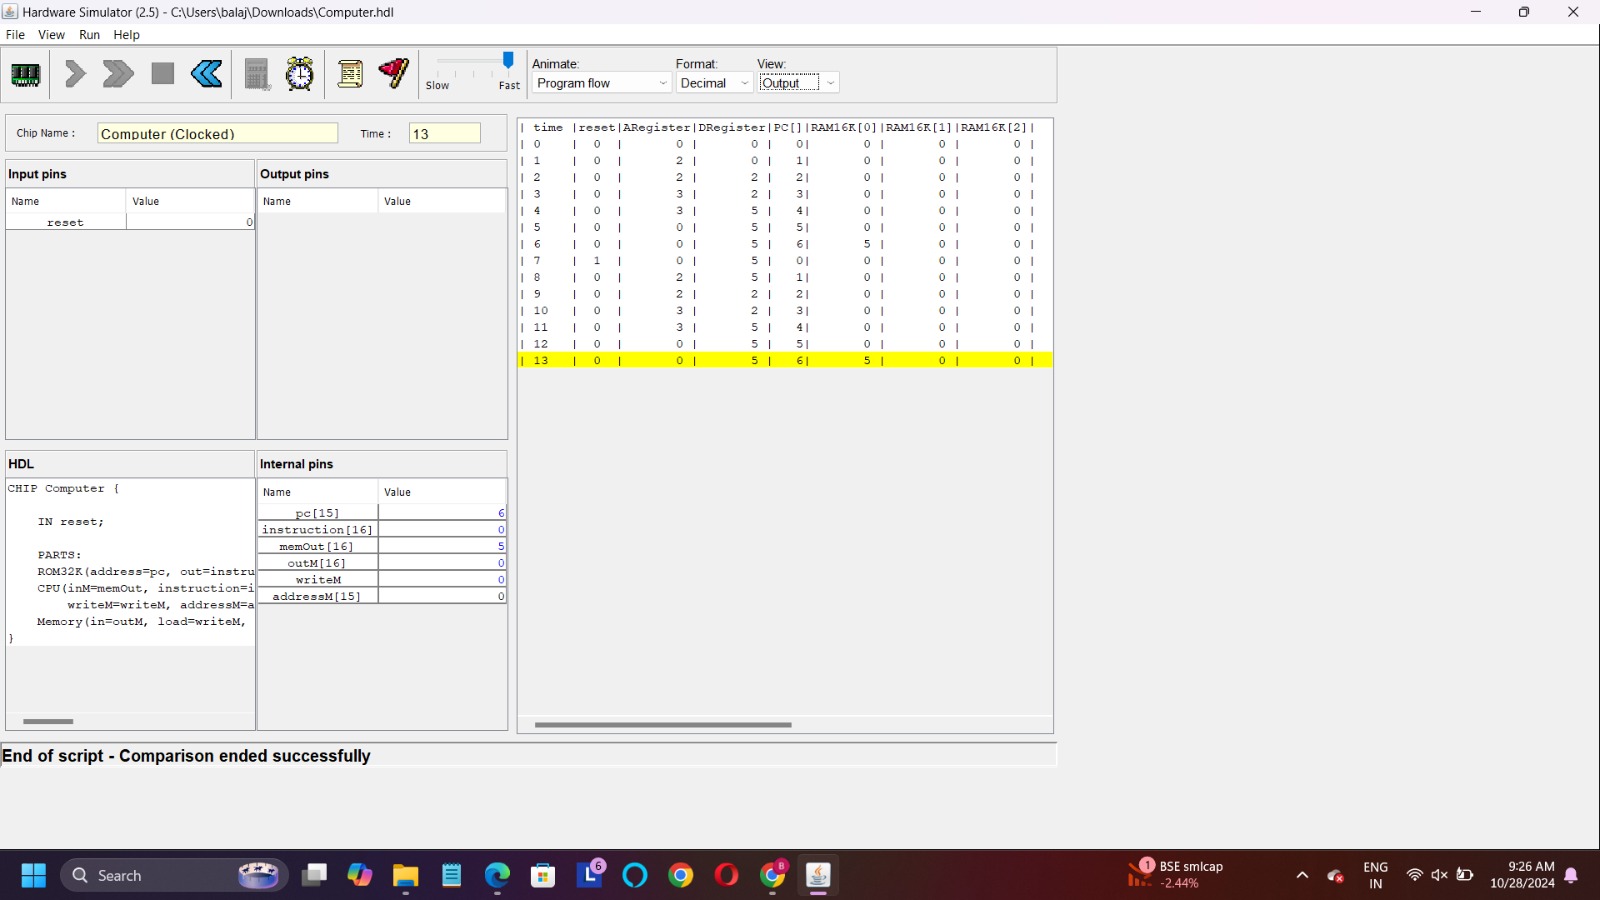 Hardware Simulator (2.5) - C:\Users\balaj\Downloads\Computer.hdl
File View Run Help
Slow Fast
Animate: Format: View:
Program flow Decimal Output
Chip Name : Computer (Clocked) Time : 13
Input pins
Name Value
reset 0
Output pins
Name Value
HDL
CHIP Computer {
IN reset;
PARTS:
ROM32K(address=pc, out=instru
CPU(inM=memOut, instruction=i
writeM=writeM, addressM=a
Memory(in=outM, load=writeM,
}
Internal pins
Name Value
pc[15] 6
instruction[16] 0
memOut[16] 5
outM[16] 0
writeM 0
addressM[15] 0
| time |reset|ARegister|DRegister|PC[]|RAM16K[0]|RAM16K[1]|RAM16K[2]|
| 0 | 0 | 0 | 0 | 0| 0 | 0 | 0 |
| 1 | 0 | 2 | 0 | 1| 0 | 0 | 0 |
| 2 | 0 | 2 | 2 | 2| 0 | 0 | 0 |
| 3 | 0 | 3 | 2 | 3| 0 | 0 | 0 |
| 4 | 0 | 3 | 5 | 4| 0 | 0 | 0 |
| 5 | 0 | 0 | 5 | 5| 0 | 0 | 0 |
| 6 | 0 | 0 | 5 | 6| 5 | 0 | 0 |
| 7 | 1 | 0 | 5 | 0| 0 | 0 | 0 |
| 8 | 0 | 2 | 5 | 1| 0 | 0 | 0 |
| 9 | 0 | 2 | 2 | 2| 0 | 0 | 0 |
| 10 | 0 | 3 | 2 | 3| 0 | 0 | 0 |
| 11 | 0 | 3 | 5 | 4| 0 | 0 | 0 |
| 12 | 0 | 0 | 5 | 5| 0 | 0 | 0 |
| 13 | 0 | 0 | 5 | 6| 5 | 0 | 0 |
End of script - Comparison ended successfully
Search
L 6
B
1
BSE smlcap
-2.44%
ENG
IN
9:26 AM
10/28/2024